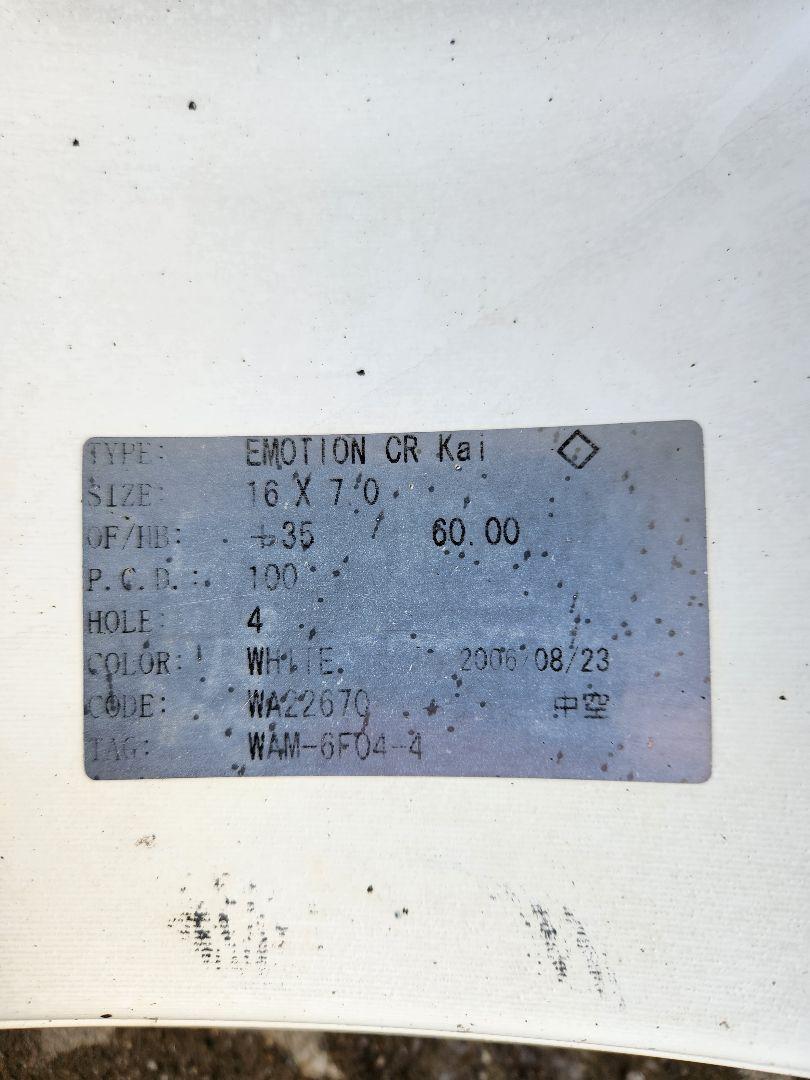 TYPE: EMOTION CR Kai ◇
SIZE: 16 X 7.0
OF/HB: +35 / 60.00
P.C.D.: 100
HOLE: 4
COLOR: WHITE 2006/08/23
CODE: WA22670 中空
TAG: WAM-6F04-4